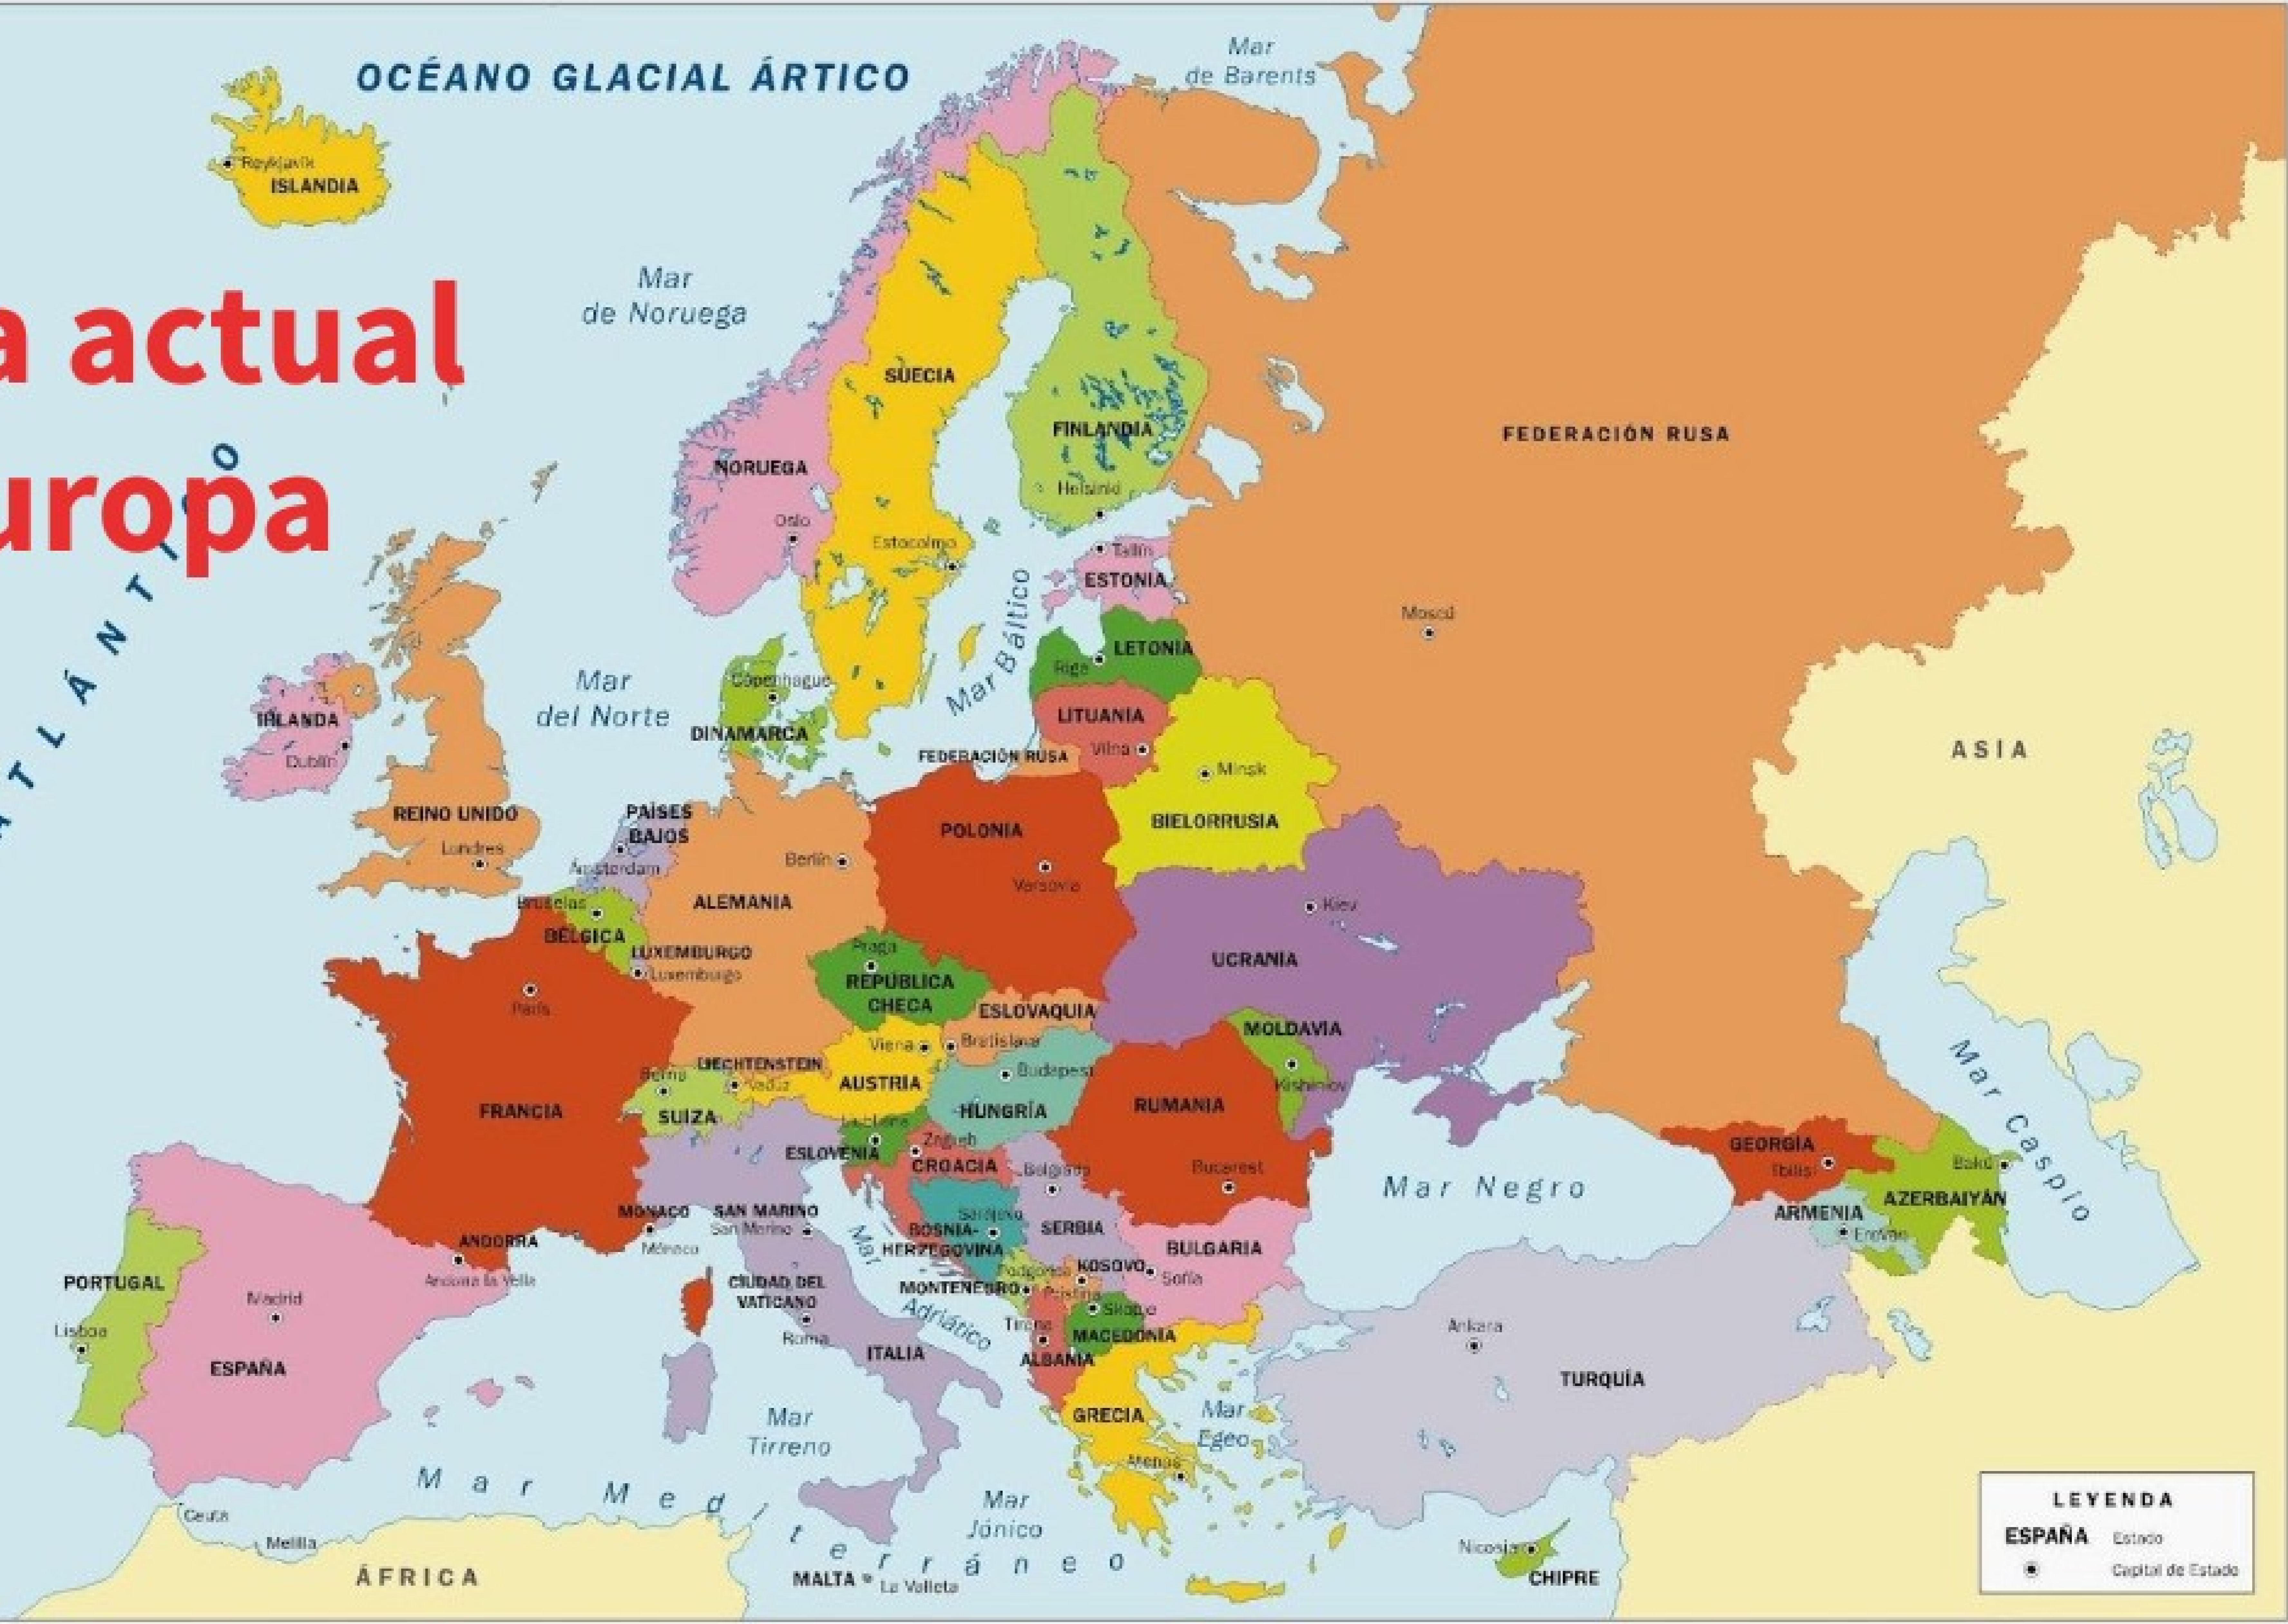 OCÉANO GLACIAL ÁRTICO
Mar
de Barents
Reykjavik
ISLANDIA
Mar
de Noruega
a actual
uropa
ATLÁNTICO
SUECIA
FINLANDIA
Helsinki
NORUEGA
Oslo
Estocolmo
FEDERACIÓN RUSA
Tallín
ESTONIA
Moscú
Mar Báltico
LETONIA
Riga
Mar
del Norte
Copenhague
DINAMARCA
LITUANIA
Vilna
FEDERACIÓN RUSA
IRLANDA
Dublín
ASIA
Minsk
BIELORRUSIA
REINO UNIDO
Londres
PAÍSES
BAJOS
Ámsterdam
POLONIA
Varsovia
Berlín
ALEMANIA
Bruselas
BÉLGICA
LUXEMBURGO
Luxemburgo
Kiev
UCRANIA
Praga
REPÚBLICA
CHECA
París
ESLOVAQUIA
Bratislava
MOLDAVIA
Kishiniov
Viena
AUSTRIA
LIECHTENSTEIN
Vaduz
Berna
SUIZA
FRANCIA
Budapest
HUNGRÍA
RUMANIA
Bucarest
Liubliana
ESLOVENIA
Zagreb
CROACIA
Belgrado
SERBIA
Mar Negro
Mar Caspio
GEORGIA
Tbilisi
Bakú
AZERBAIYÁN
ARMENIA
Ereván
MÓNACO
Mónaco
SAN MARINO
San Marino
Sarajevo
BOSNIA-
HERZEGOVINA
Mar
Adriático
ANDORRA
Andorra la Vella
PORTUGAL
Lisboa
Madrid
ESPAÑA
CIUDAD DEL
VATICANO
Roma
ITALIA
Podgorica
MONTENEGRO
KOSOVO
Pristina
BULGARIA
Sofía
Skopie
MACEDONIA
Tirana
ALBANIA
Ankara
TURQUÍA
GRECIA
Atenas
Mar
Egeo
Mar
Tirreno
Mar
Jónico
Mar Mediterráneo
Ceuta
Melilla
ÁFRICA
MALTA
La Valleta
Nicosia
CHIPRE
LEYENDA
ESPAÑA Estado
Capital de Estado